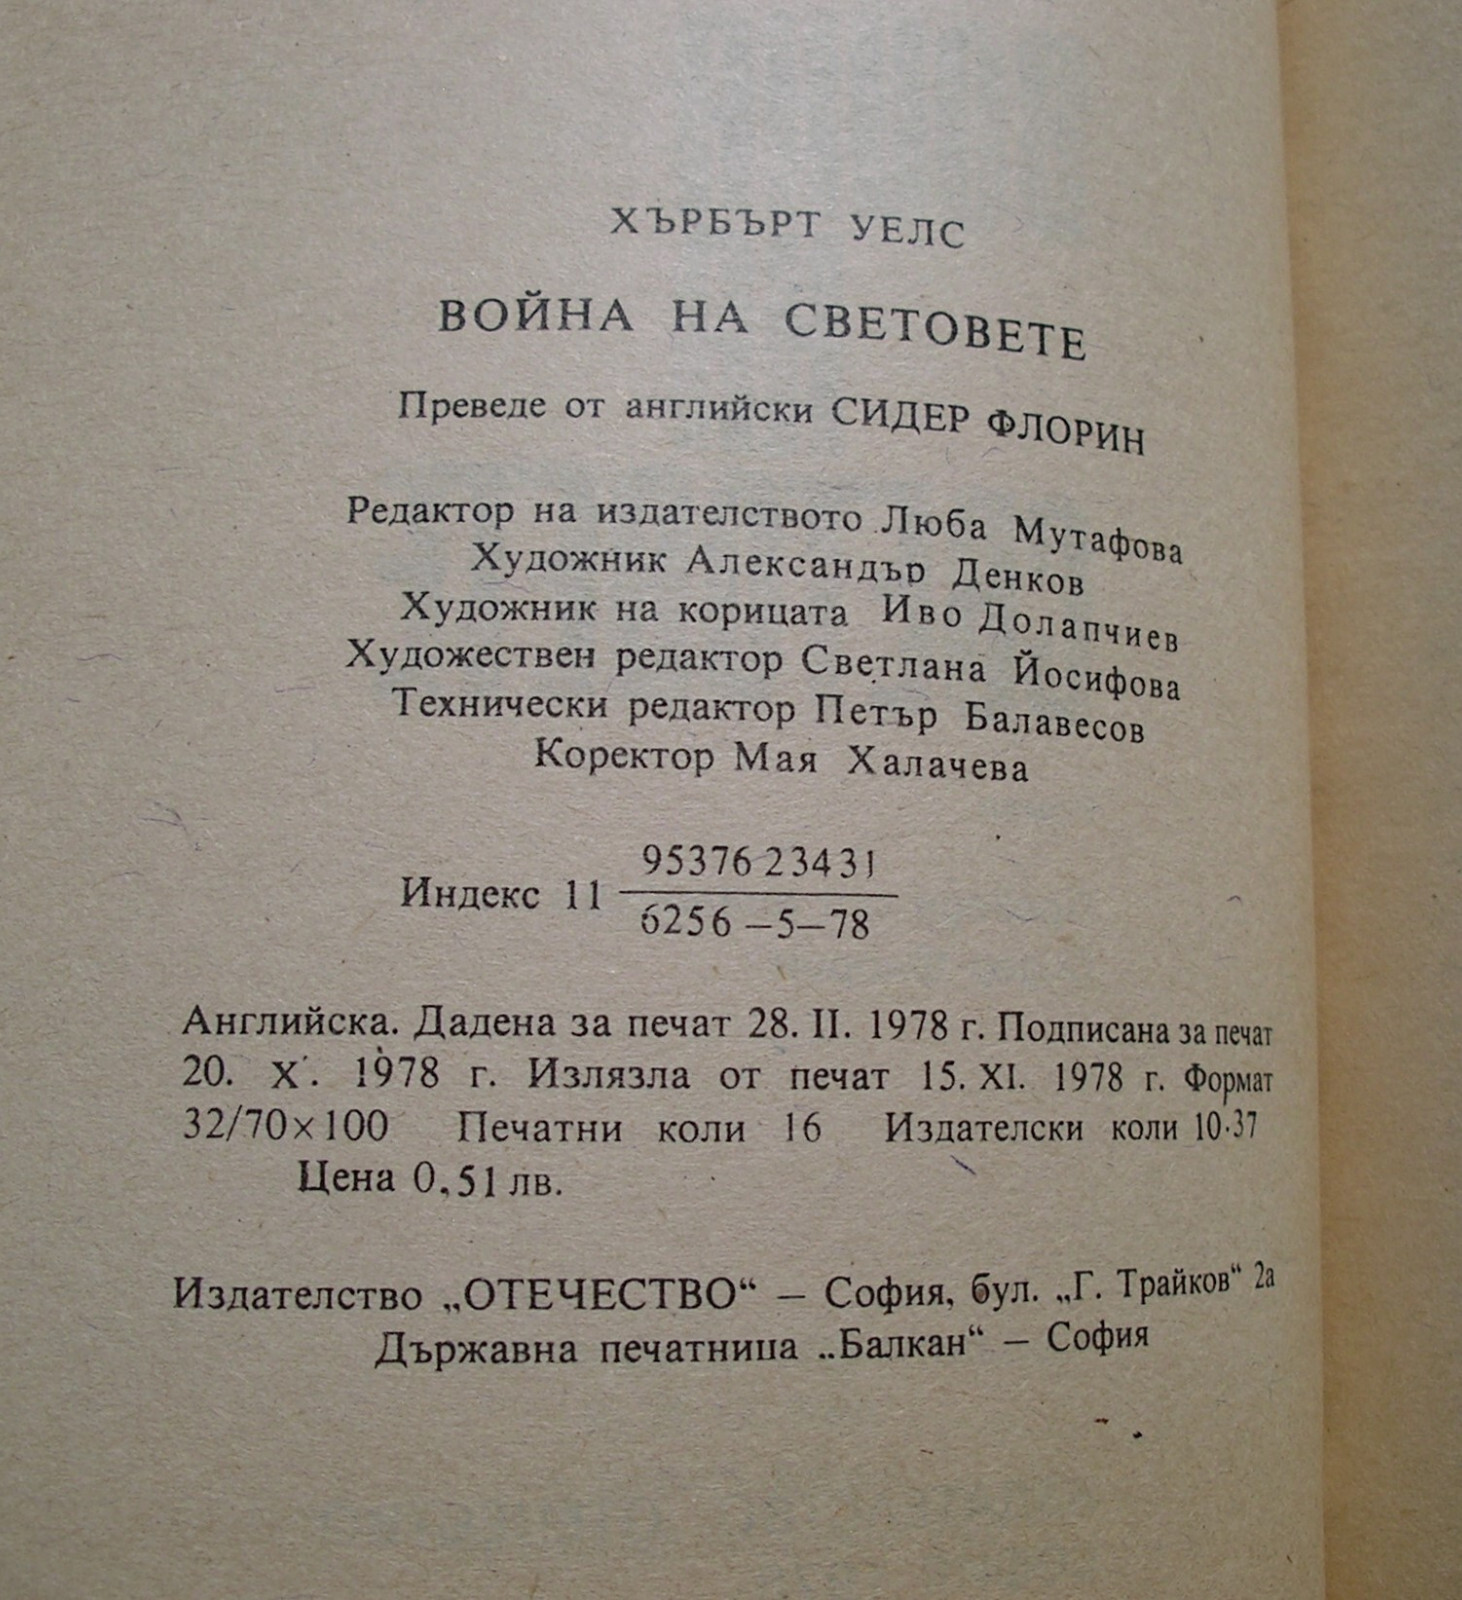 ХЪРБЪРТ УЕЛС
ВОЙНА НА СВЕТОВЕТЕ
Преведе от английски СИДЕР ФЛОРИН
Редактор на издателството Люба Мутафова
Художник Александър Денков
Художник на корицата Иво Долапчиев
Художествен редактор Светлана Йосифова
Технически редактор Петър Балавесов
Коректор Мая Халачева
95376 23431
Индекс 11
6256 —5—78
Английска. Дадена за печат 28. II. 1978 г. Подписана за печат
20. X. 1978 г. Излязла от печат 15. XI. 1978 г. Формат
32/70×100 Печатни коли 16 Издателски коли 10·37
Цена 0,51 лв.
Издателство „ОТЕЧЕСТВО“ — София, бул. „Г. Трайков“ 2а
Държавна печатница „Балкан“ — София